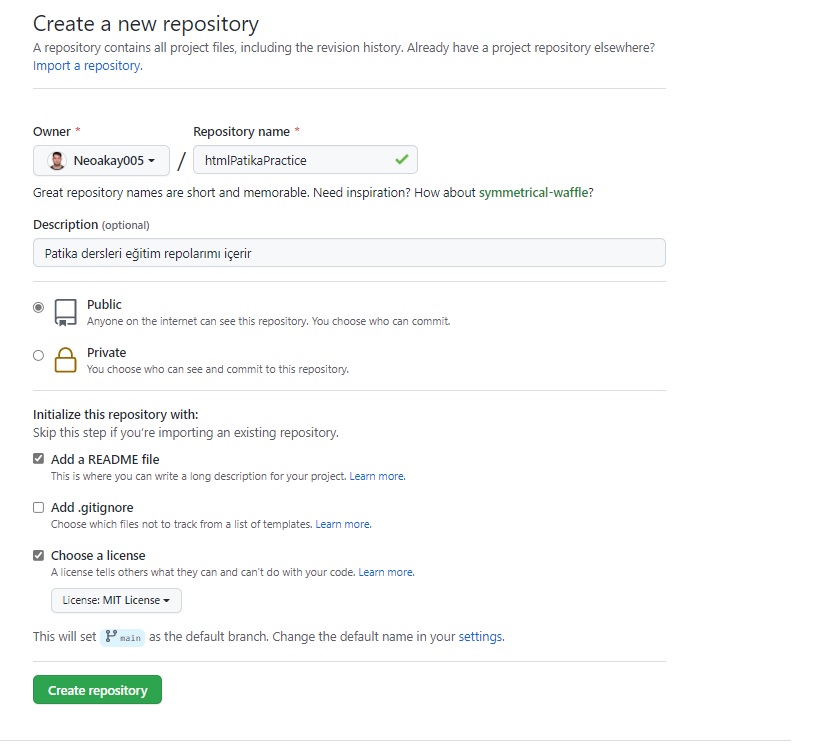 Create a new repository
A repository contains all project files, including the revision history. Already have a project repository elsewhere?
Import a repository.
Owner *
Repository name *
Neoakay005
/
htmlPatikaPractice
Great repository names are short and memorable. Need inspiration? How about symmetrical-waffle?
Description (optional)
Patika dersleri eğitim repolarımı içerir
Public
Anyone on the internet can see this repository. You choose who can commit.
Private
You choose who can see and commit to this repository.
Initialize this repository with:
Skip this step if you're importing an existing repository.
Add a README file
This is where you can write a long description for your project. Learn more.
Add .gitignore
Choose which files not to track from a list of templates. Learn more.
Choose a license
A license tells others what they can and can't do with your code. Learn more.
License: MIT License
This will set main as the default branch. Change the default name in your settings.
Create repository